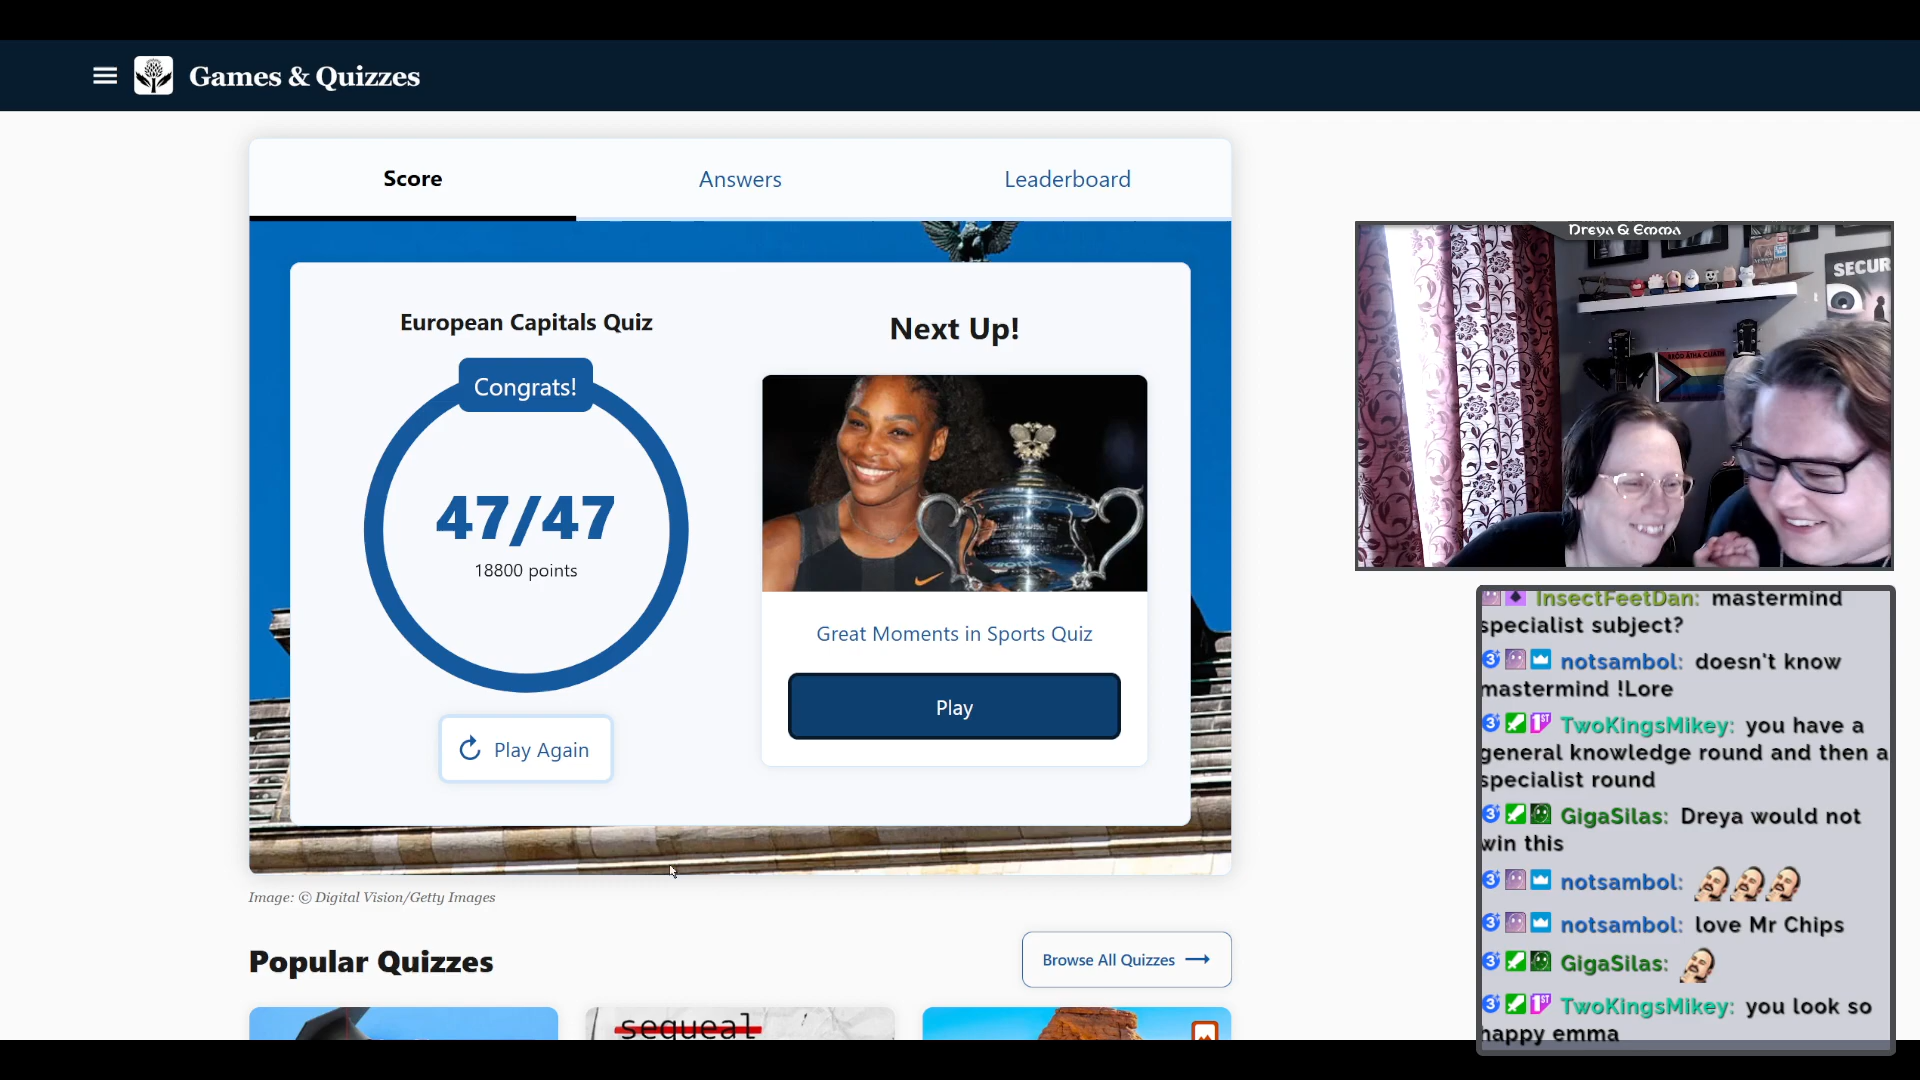 Games & Quizzes
Score
Answers
Leaderboard
European Capitals Quiz
Congrats!
47/47
18800 points
Play Again
Next Up!
Great Moments in Sports Quiz
Play
Image: © Digital Vision/Getty Images
Popular Quizzes
Browse All Quizzes
sequeal
Dreya & Emma
SECUR
InsectFeetDan: mastermind
specialist subject?
notsambol: doesn't know
mastermind !Lore
TwoKingsMikey: you have a
general knowledge round and then a
specialist round
GigaSilas: Dreya would not
win this
notsambol:
notsambol: love Mr Chips
GigaSilas:
TwoKingsMikey: you look so
happy emma